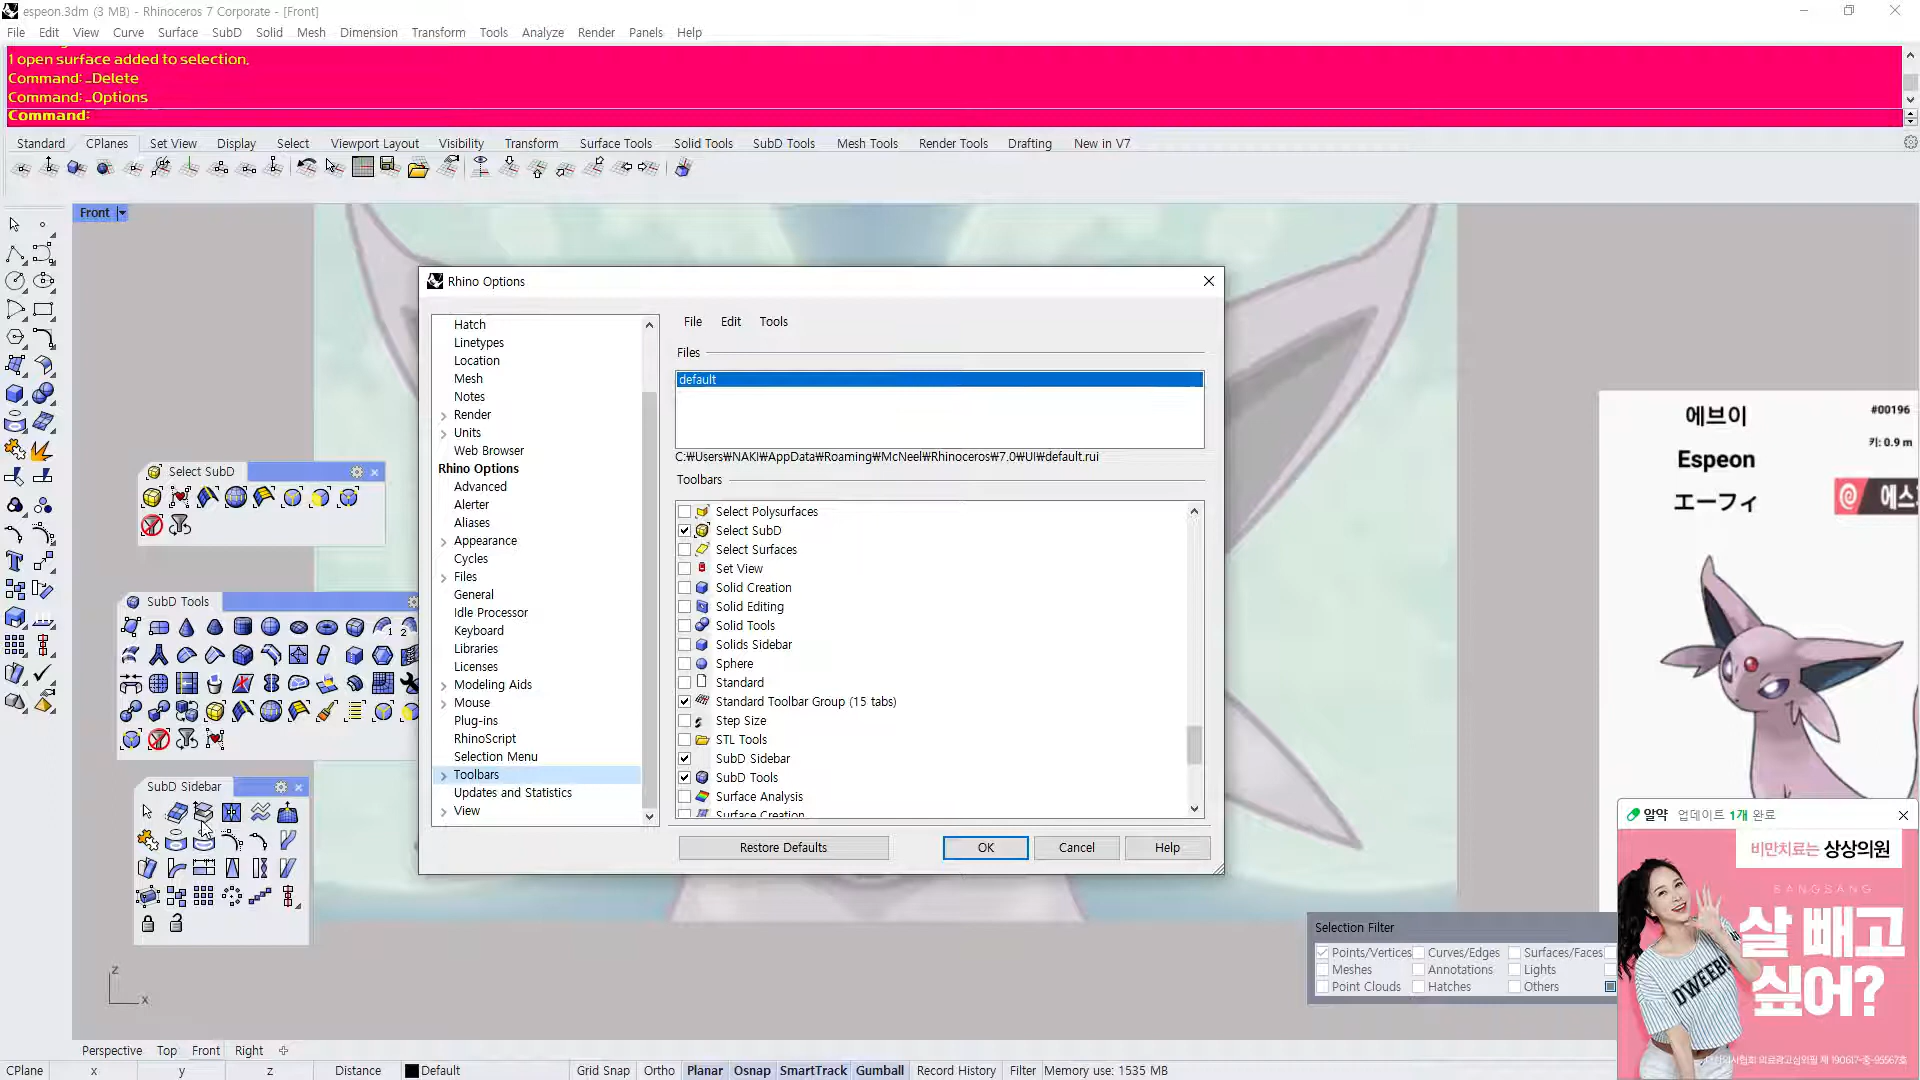 espeon.3dm (3 MB) - Rhinoceros 7 Corporate - [Front]
File Edit View Curve Surface SubD Solid Mesh Dimension Transform Tools Analyze Render Panels Help
1 open surface added to selection.
Command: _Delete
Command: _Options
Command:
Standard CPlanes Set View Display Select Viewport Layout Visibility Transform Surface Tools Solid Tools SubD Tools Mesh Tools Render Tools Drafting New in V7
Front
Rhino Options
Hatch
Linetypes
Location
Mesh
Notes
Render
Units
Web Browser
Rhino Options
Advanced
Alerter
Aliases
Appearance
Cycles
Files
General
Idle Processor
Keyboard
Libraries
Licenses
Modeling Aids
Mouse
Plug-ins
RhinoScript
Selection Menu
Toolbars
Updates and Statistics
View
File Edit Tools
Files
default
C:₩Users₩NAKI₩AppData₩Roaming₩McNeel₩Rhinoceros₩7.0₩UI₩default.rui
Toolbars
Select Polysurfaces
Select SubD
Select Surfaces
Set View
Solid Creation
Solid Editing
Solid Tools
Solids Sidebar
Sphere
Standard
Standard Toolbar Group (15 tabs)
Step Size
STL Tools
SubD Sidebar
SubD Tools
Surface Analysis
Surface Creation
Restore Defaults OK Cancel Help
Select SubD
SubD Tools
1 2
SubD Sidebar
에브이
Espeon
エーフィ
#00196
키: 0.9 m
에스
알약 업데이트 1개 완료
비만치료는 상상의원
SANGSANG
살 빼고
싶어?
DWEEB
Selection Filter
Points/Vertices Curves/Edges Surfaces/Faces
Meshes Annotations Lights
Point Clouds Hatches Others
z
x
Perspective Top Front Right
CPlane x y z Distance Default Grid Snap Ortho Planar Osnap SmartTrack Gumball Record History Filter Memory use: 1535 MB